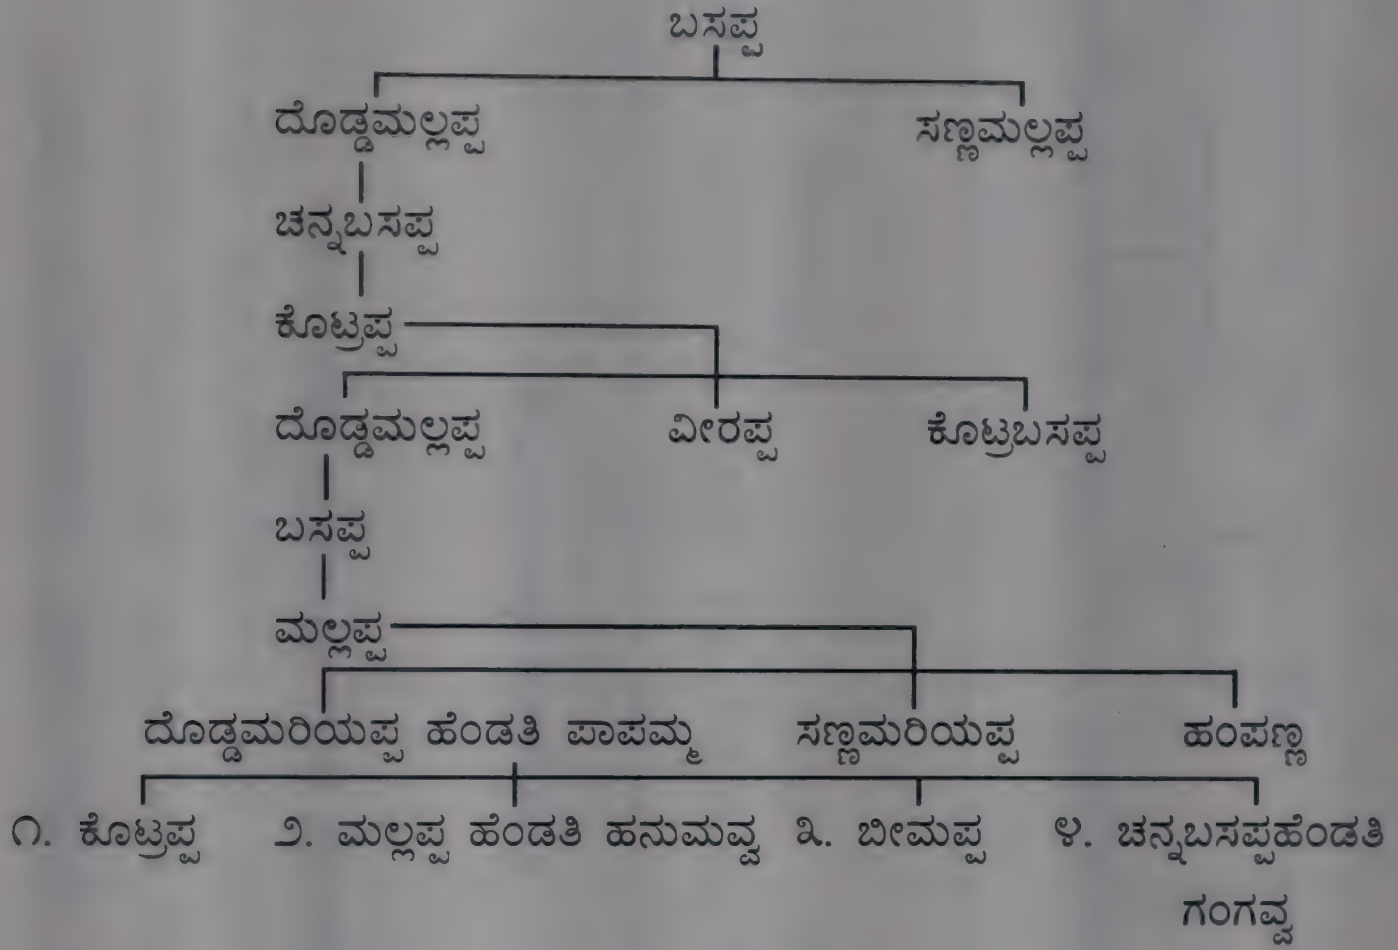 ಬಸಪ್ಪ
ದೊಡ್ಡಮಲ್ಲಪ್ಪ ಸಣ್ಣಮಲ್ಲಪ್ಪ
ಚನ್ನಬಸಪ್ಪ
ಕೊಟ್ರಪ್ಪ
ದೊಡ್ಡಮಲ್ಲಪ್ಪ ವೀರಪ್ಪ ಕೊಟ್ರಬಸಪ್ಪ
ಬಸಪ್ಪ
ಮಲ್ಲಪ್ಪ
ದೊಡ್ಡಮರಿಯಪ್ಪ ಹೆಂಡತಿ ಪಾಪಮ್ಮ ಸಣ್ಣಮರಿಯಪ್ಪ ಹಂಪಣ್ಣ
೧. ಕೊಟ್ರಪ್ಪ ೨. ಮಲ್ಲಪ್ಪ ಹೆಂಡತಿ ಹನುಮವ್ವ ೩. ಬೀಮಪ್ಪ ೪. ಚನ್ನಬಸಪ್ಪಹೆಂಡತಿ
ಗಂಗವ್ವ